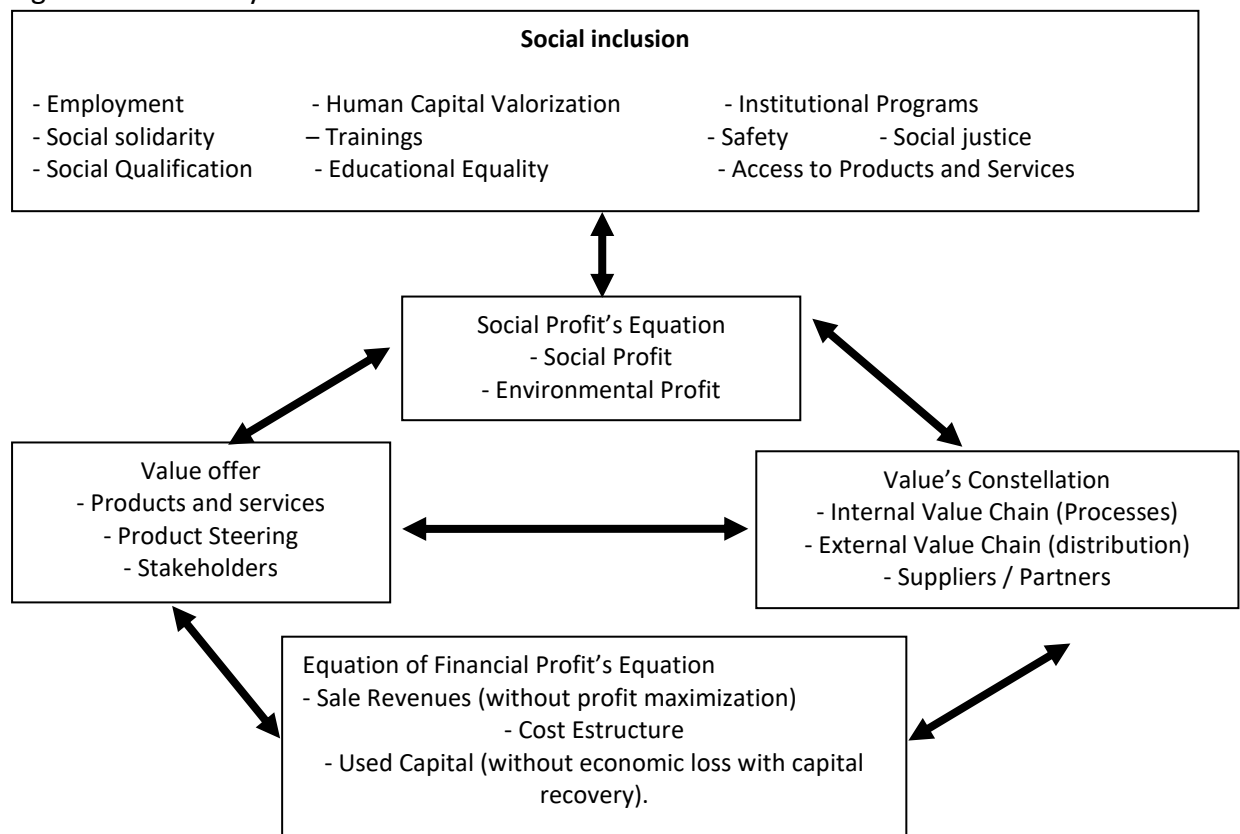 Social inclusion
- Employment - Human Capital Valorization - Institutional Programs
- Social solidarity – Trainings - Safety - Social justice
- Social Qualification - Educational Equality - Access to Products and Services
Social Profit’s Equation
- Social Profit
- Environmental Profit
Value offer
- Products and services
- Product Steering
- Stakeholders
Value’s Constellation
- Internal Value Chain (Processes)
- External Value Chain (distribution)
- Suppliers / Partners
Equation of Financial Profit’s Equation
- Sale Revenues (without profit maximization)
- Cost Estructure
- Used Capital (without economic loss with capital
recovery).